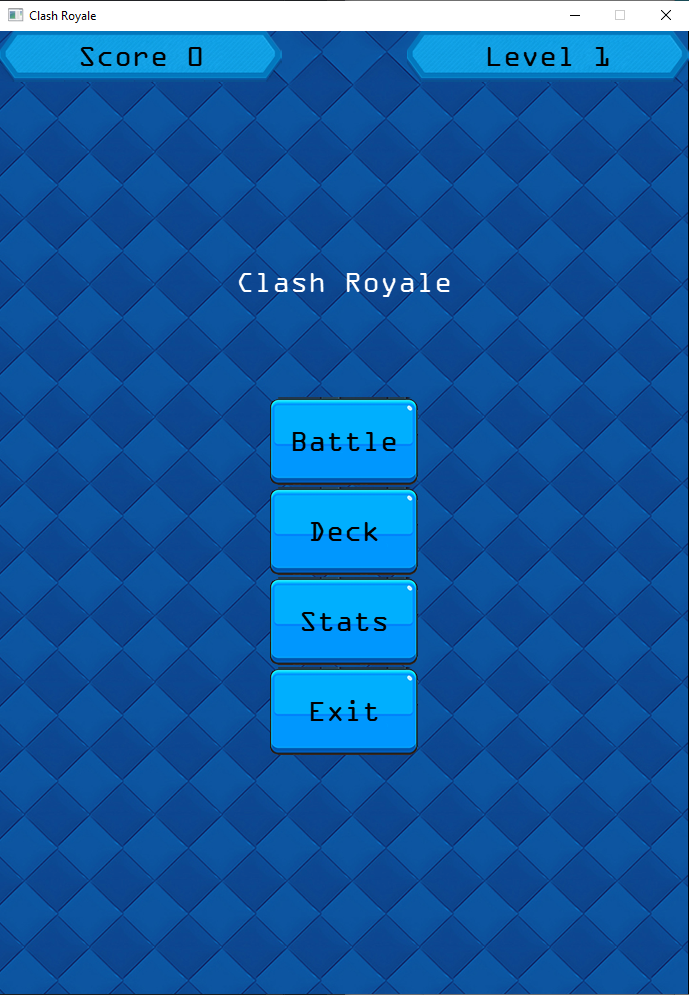 Clash Royale
Score 0
Level 1
Clash Royale
Battle
Deck
Stats
Exit